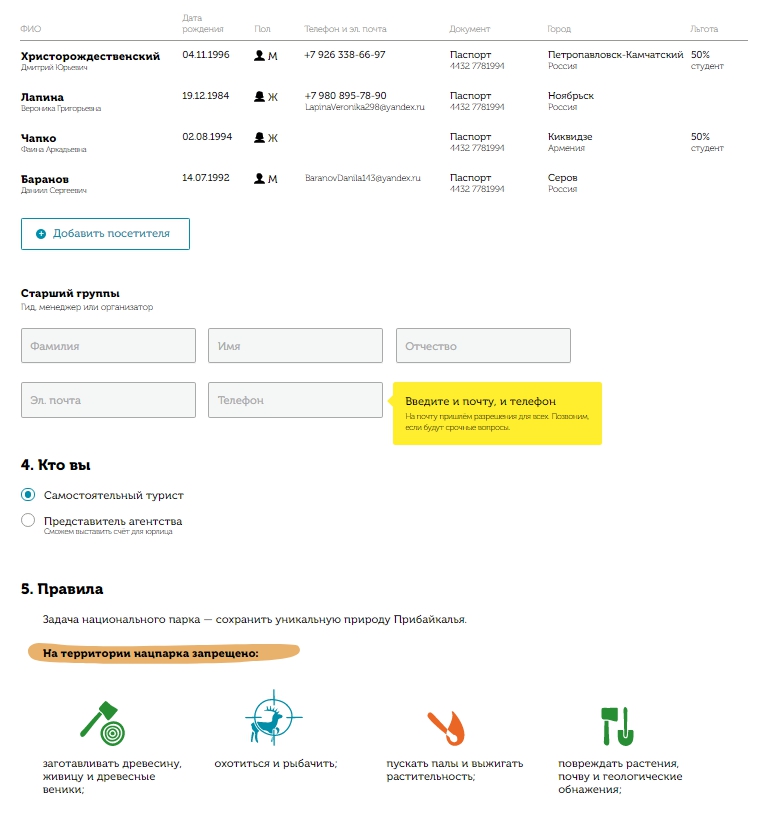 ФИО Дата рождения Пол Телефон и эл. почта Документ Город Льгота
Христорождественский 04.11.1996 М +7 926 338-66-97 Паспорт Петропавловск-Камчатский 50%
Дмитрий Юрьевич 4432 7781994 Россия студент
Лапина 19.12.1984 Ж +7 980 895-78-90 Паспорт Ноябрьск
Вероника Григорьевна LapinaVeronika298@yandex.ru 4432 7781994 Россия
Чапко 02.08.1994 Ж Паспорт Киквидзе 50%
Фаина Аркадьевна 4432 7781994 Армения студент
Баранов 14.07.1992 М BaranovDanila143@yandex.ru Паспорт Серов
Даниил Сергеевич 4432 7781994 Россия
Добавить посетителя
Старший группы
Гид, менеджер или организатор
Фамилия Имя Отчество
Эл. почта Телефон
Введите и почту, и телефон
На почту пришлём разрешения для всех. Позвоним,
если будут срочные вопросы.
4. Кто вы
Самостоятельный турист
Представитель агентства
Сможем выставить счёт для юрлица
5. Правила
Задача национального парка — сохранить уникальную природу Прибайкалья.
На территории нацпарка запрещено:
заготавливать древесину,
живицу и древесные
веники;
охотиться и рыбачить;
пускать палы и выжигать
растительность;
повреждать растения,
почву и геологические
обнажения;